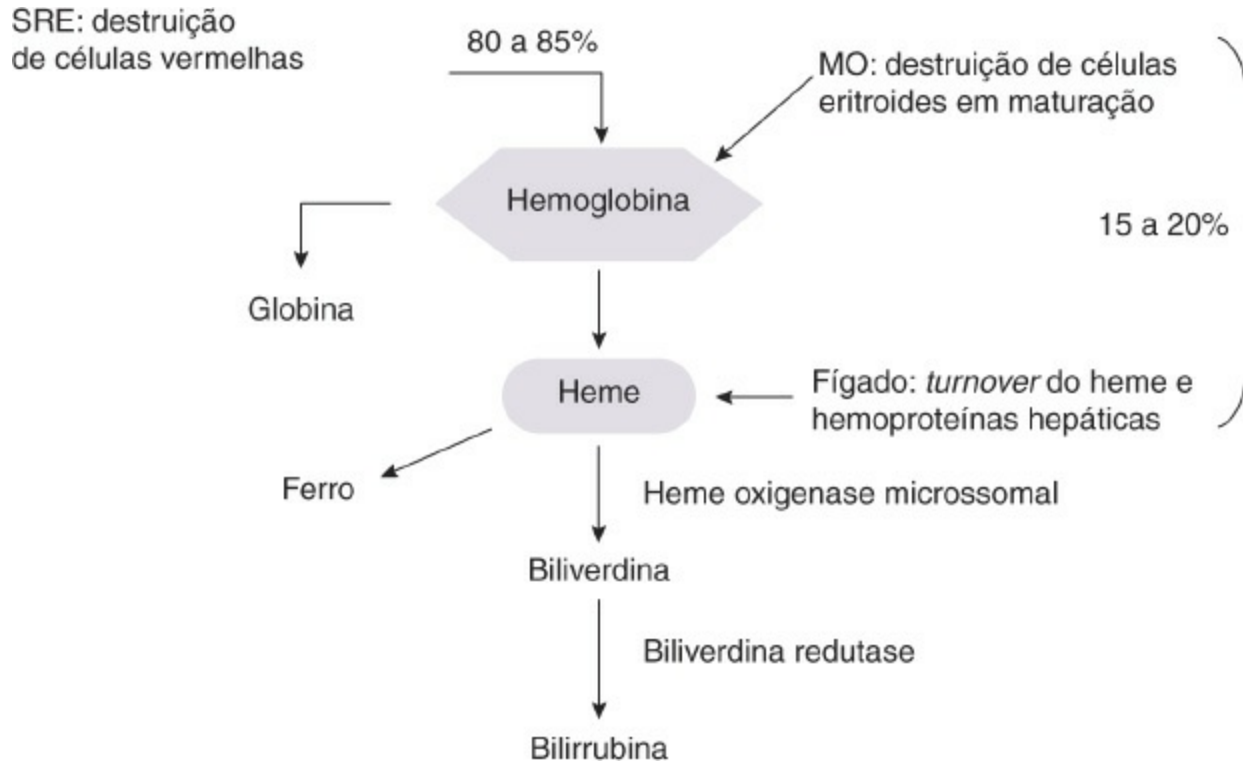 SRE: destruição
de células vermelhas
80 a 85%
MO: destruição de células
eritroides em maturação
Hemoglobina
15 a 20%
Globina
Heme
Fígado: turnover do heme e
hemoproteínas hepáticas
Ferro
Heme oxigenase microssomal
Biliverdina
Biliverdina redutase
Bilirrubina